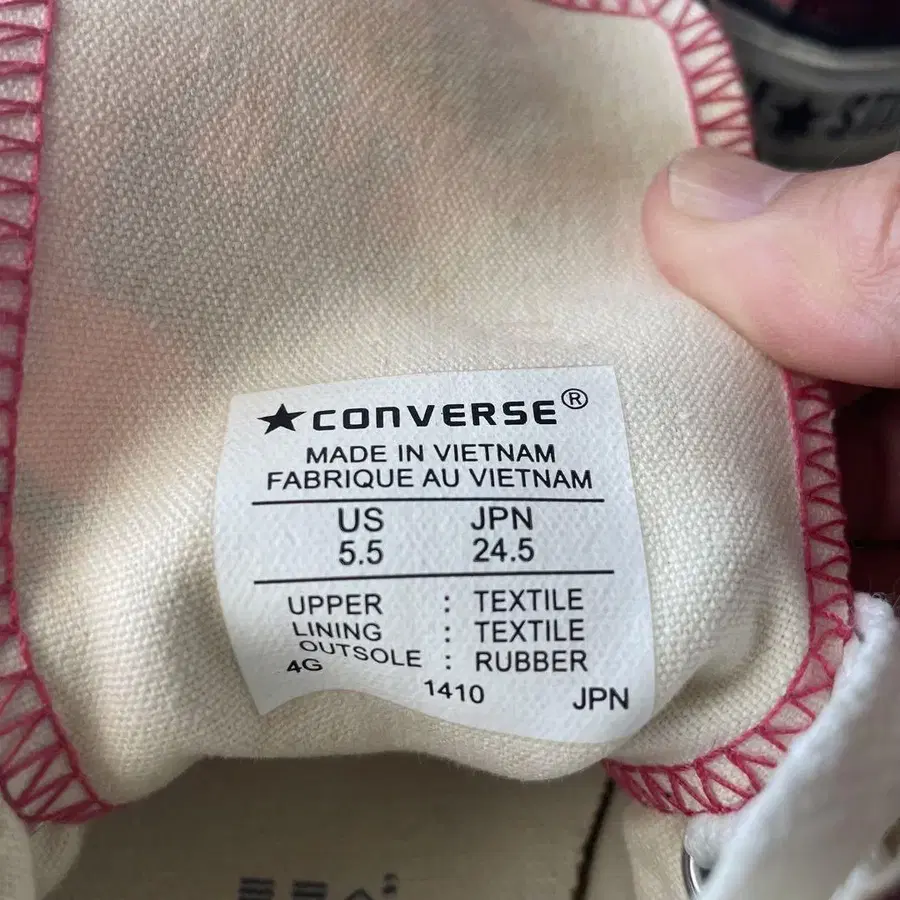 ★CONVERSE®
MADE IN VIETNAM
FABRIQUE AU VIETNAM
US JPN
5.5 24.5
UPPER : TEXTILE
LINING : TEXTILE
OUTSOLE : RUBBER
4G 1410 JPN